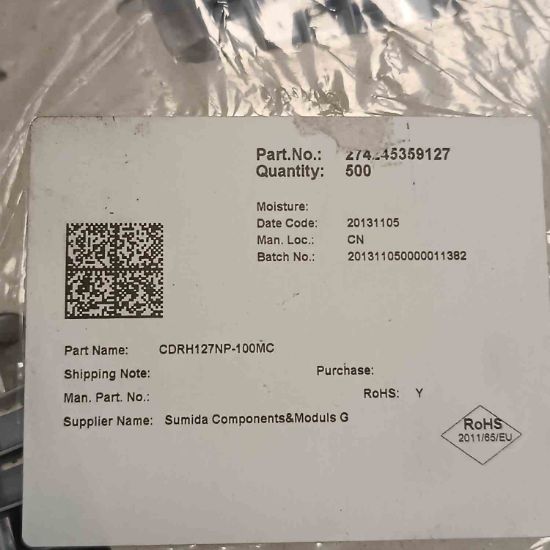 Part.No.:
Quantity: 500
Moisture:
Date Code: 20131105
Man. Loc.: CN
Batch No.: 201311050000011382
Part Name: CDRH127NP-100MC
Shipping Note: Purchase:
Man. Part. No.: RoHS: Y
Supplier Name: Sumida Components&Moduls G
RoHS
2011/65/EU